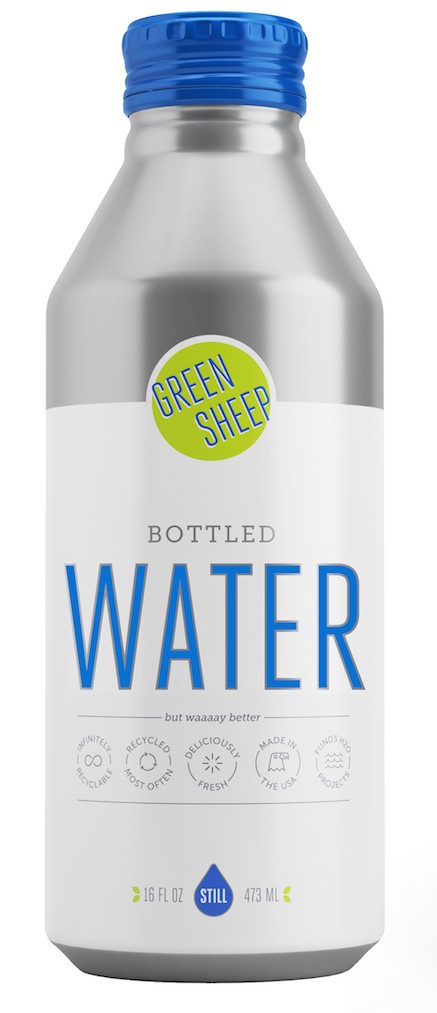 GREEN
SHEEP
BOTTLED
WATER
but waaaay better
INFINITELY
RECYCLABLE
RECYCLED
MOST OFTEN
DELICIOUSLY
FRESH
MADE IN
THE USA
FUNDS H2O
PROJECTS
16 FL OZ STILL 473 ML